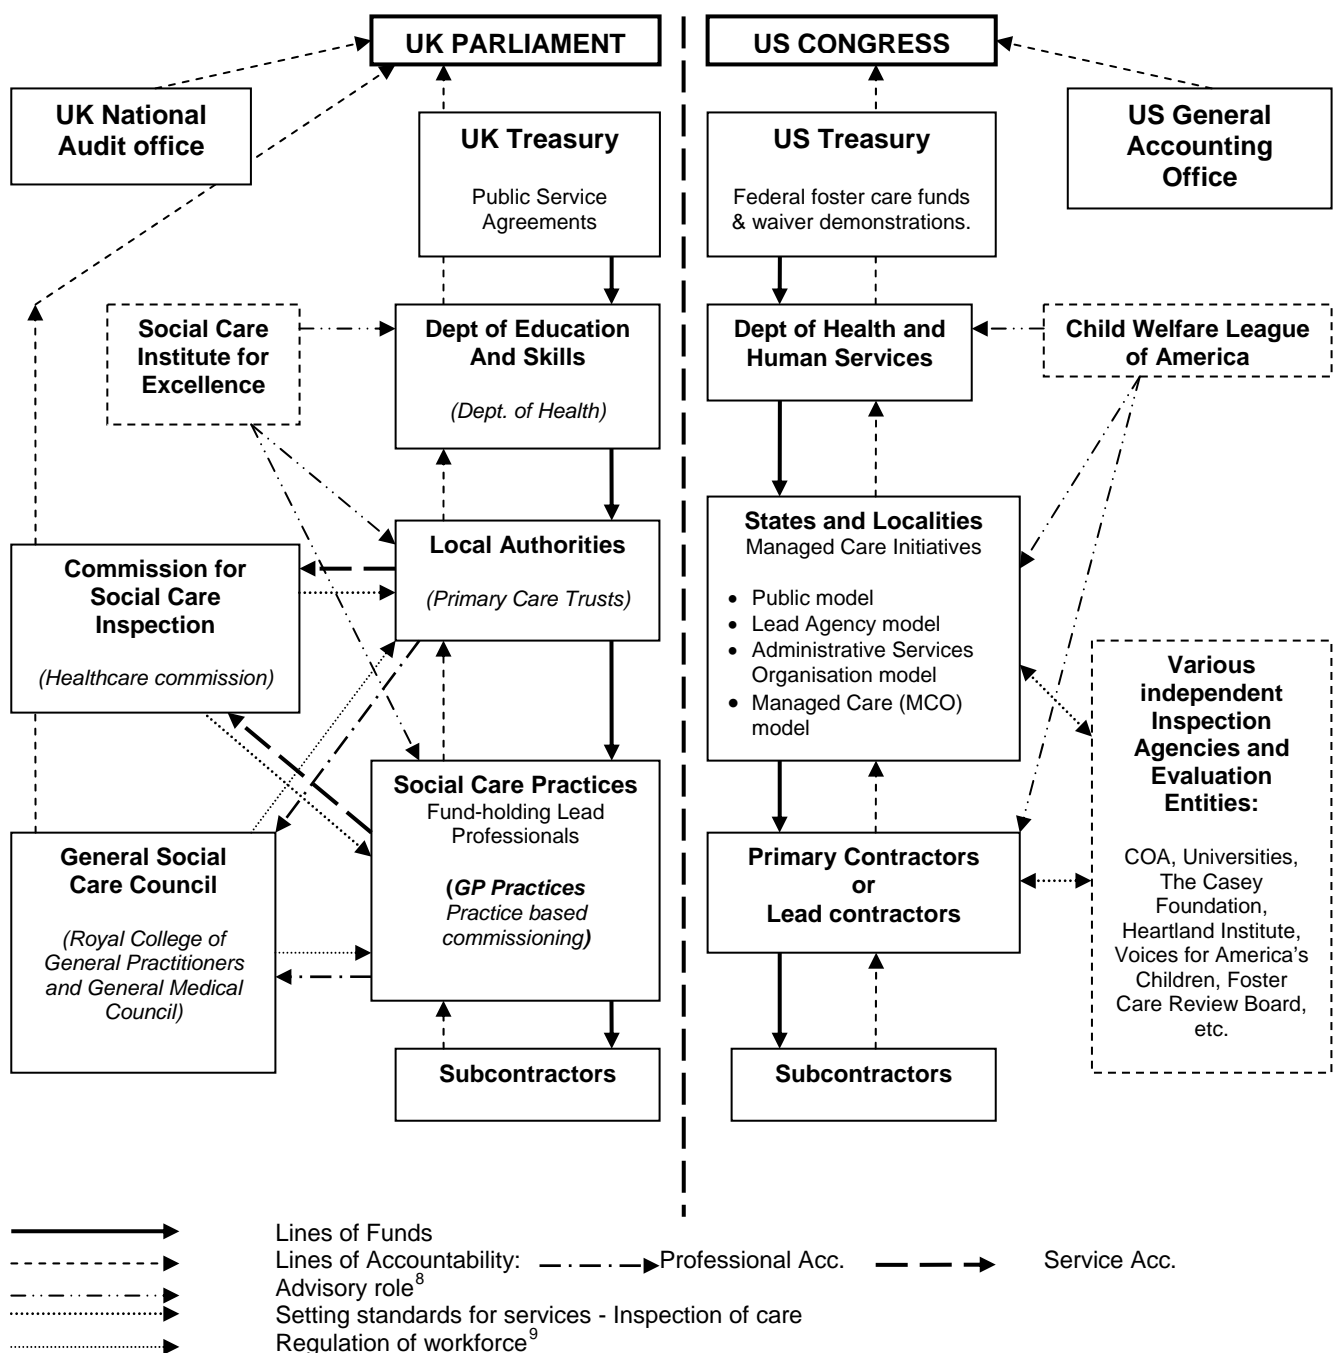 UK PARLIAMENT
US CONGRESS
UK National
Audit office
UK Treasury
Public Service
Agreements
US Treasury
Federal foster care funds
& waiver demonstrations.
US General
Accounting
Office
Social Care
Institute for
Excellence
Dept of Education
And Skills
(Dept. of Health)
Dept of Health and
Human Services
Child Welfare League
of America
Commission for
Social Care
Inspection
(Healthcare commission)
Local Authorities
(Primary Care Trusts)
States and Localities
Managed Care Initiatives
• Public model
• Lead Agency model
• Administrative Services
Organisation model
• Managed Care (MCO)
model
Various
independent
Inspection
Agencies and
Evaluation
Entities:
COA, Universities,
The Casey
Foundation,
Heartland Institute,
Voices for America's
Children, Foster
Care Review Board,
etc.
General Social
Care Council
(Royal College of
General Practitioners
and General Medical
Council)
Social Care Practices
Fund-holding Lead
Professionals
(GP Practices
Practice based
commissioning)
Primary Contractors
or
Lead contractors
Subcontractors
Subcontractors
Lines of Funds
Lines of Accountability: Professional Acc. Service Acc.
Advisory role8
Setting standards for services - Inspection of care
Regulation of workforce9